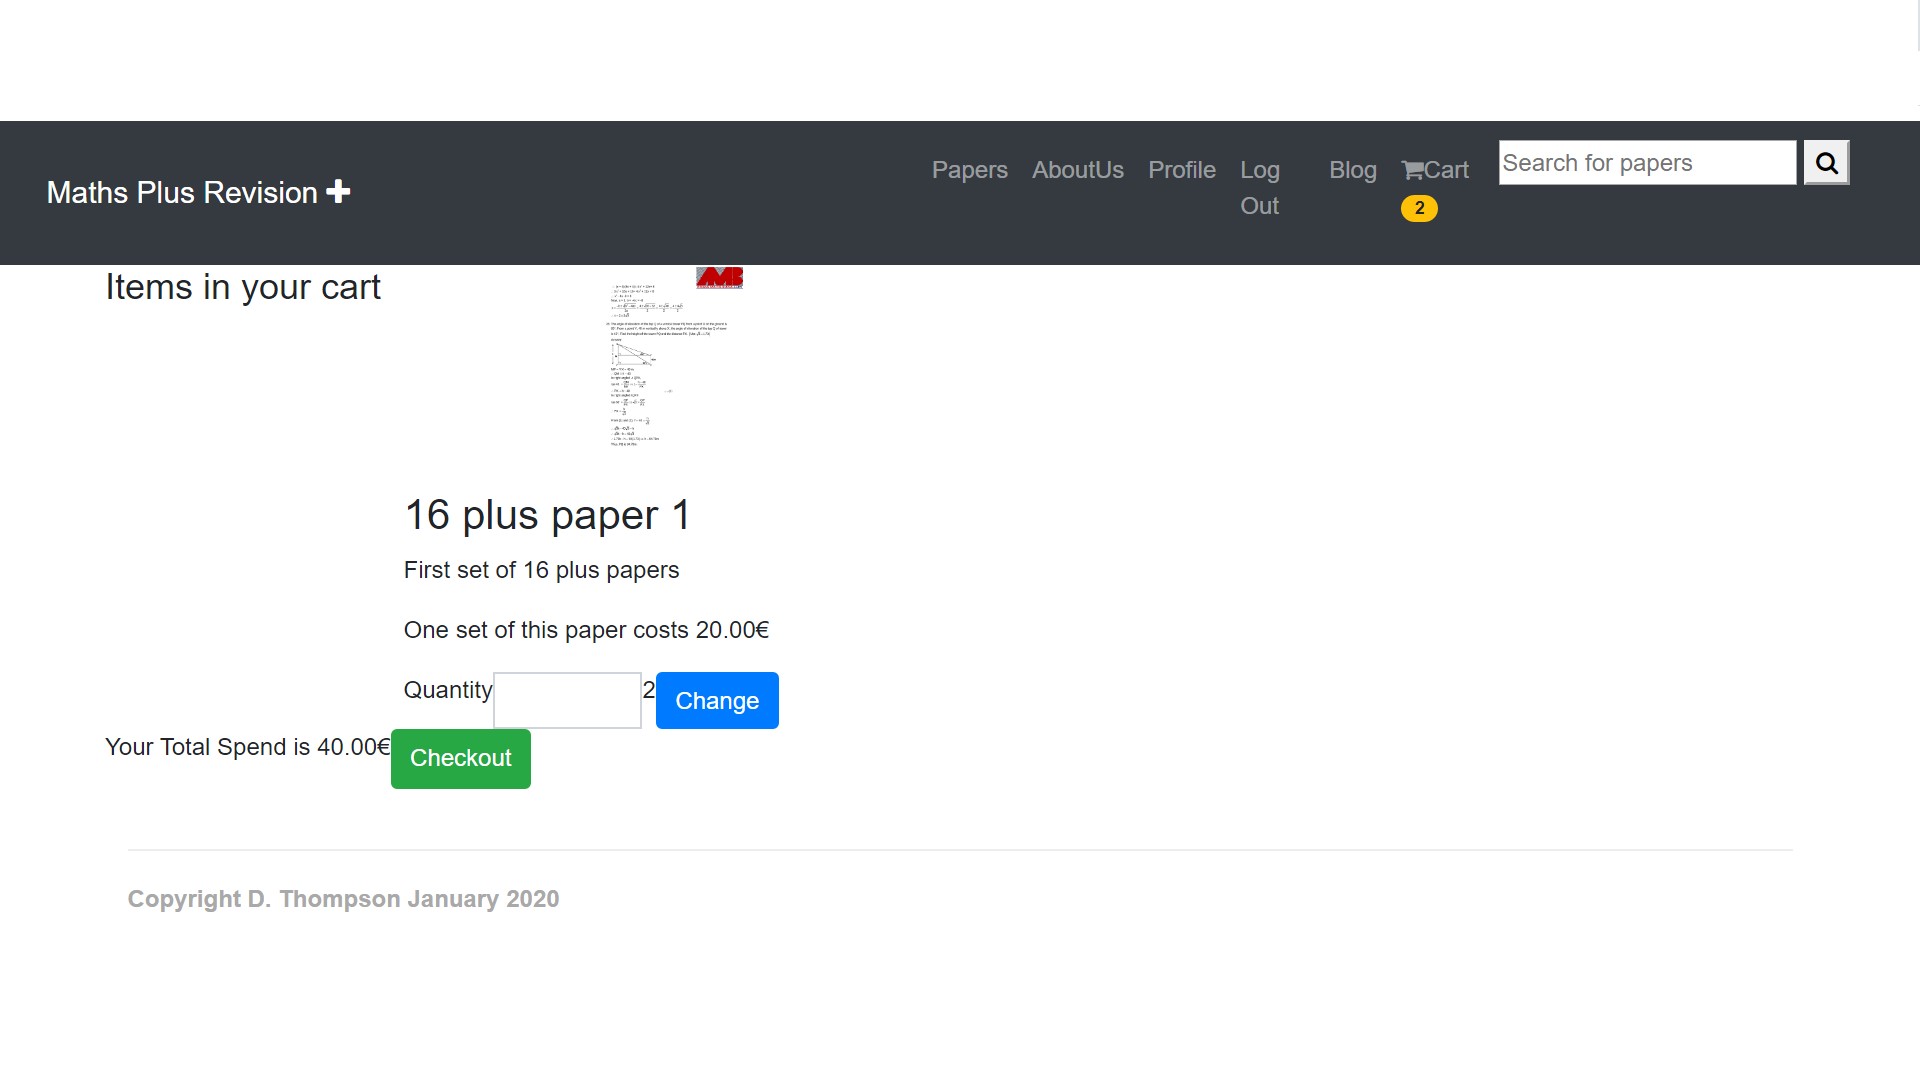 Maths Plus Revision
Papers AboutUs Profile Log Out Blog Cart 2
Search for papers
Items in your cart
16 plus paper 1
First set of 16 plus papers
One set of this paper costs 20.00€
Quantity 2 Change
Your Total Spend is 40.00€ Checkout
Copyright D. Thompson January 2020